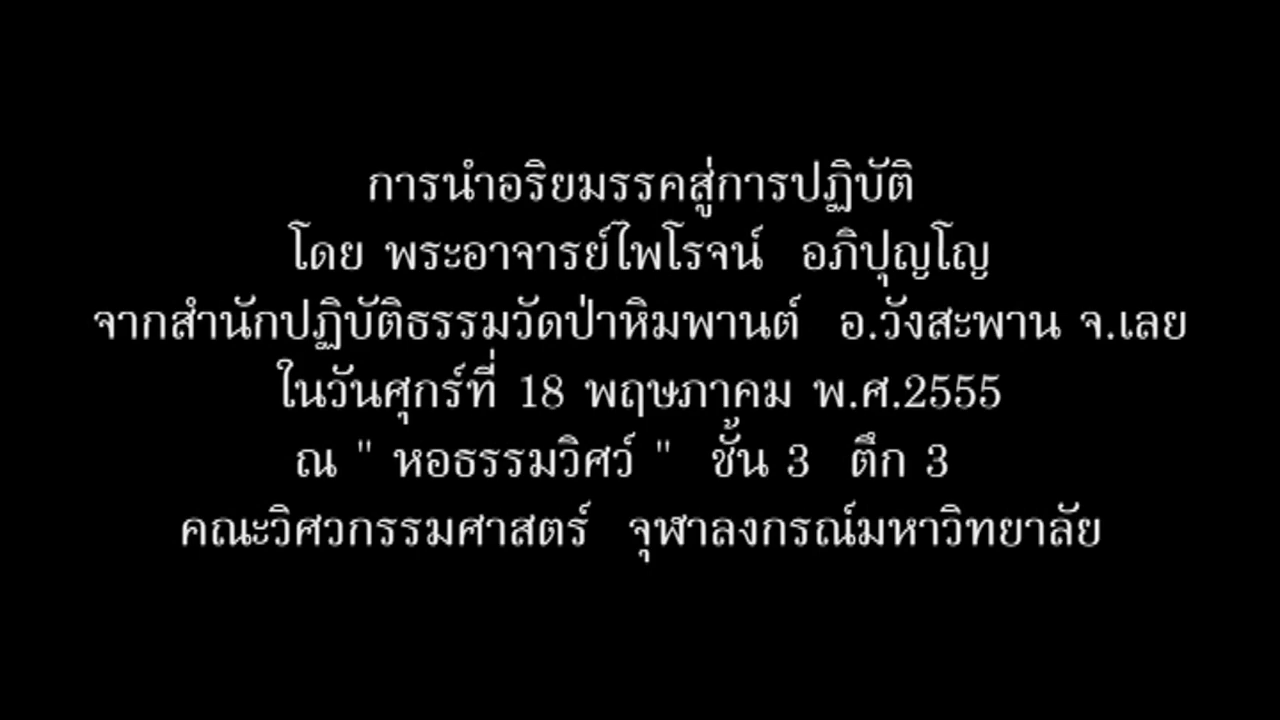 การนำอริยมรรคสู่การปฏิบัติ
โดย พระอาจารย์ไพโรจน์ อภิปุญโญ
จากสำนักปฏิบัติธรรมวัดป่าหิมพานต์ อ.วังสะพาน จ.เลย
ในวันศุกร์ที่ 18 พฤษภาคม พ.ศ.2555
ณ " หอธรรมวิศว์ " ชั้น 3 ตึก 3
คณะวิศวกรรมศาสตร์ จุฬาลงกรณ์มหาวิทยาลัย